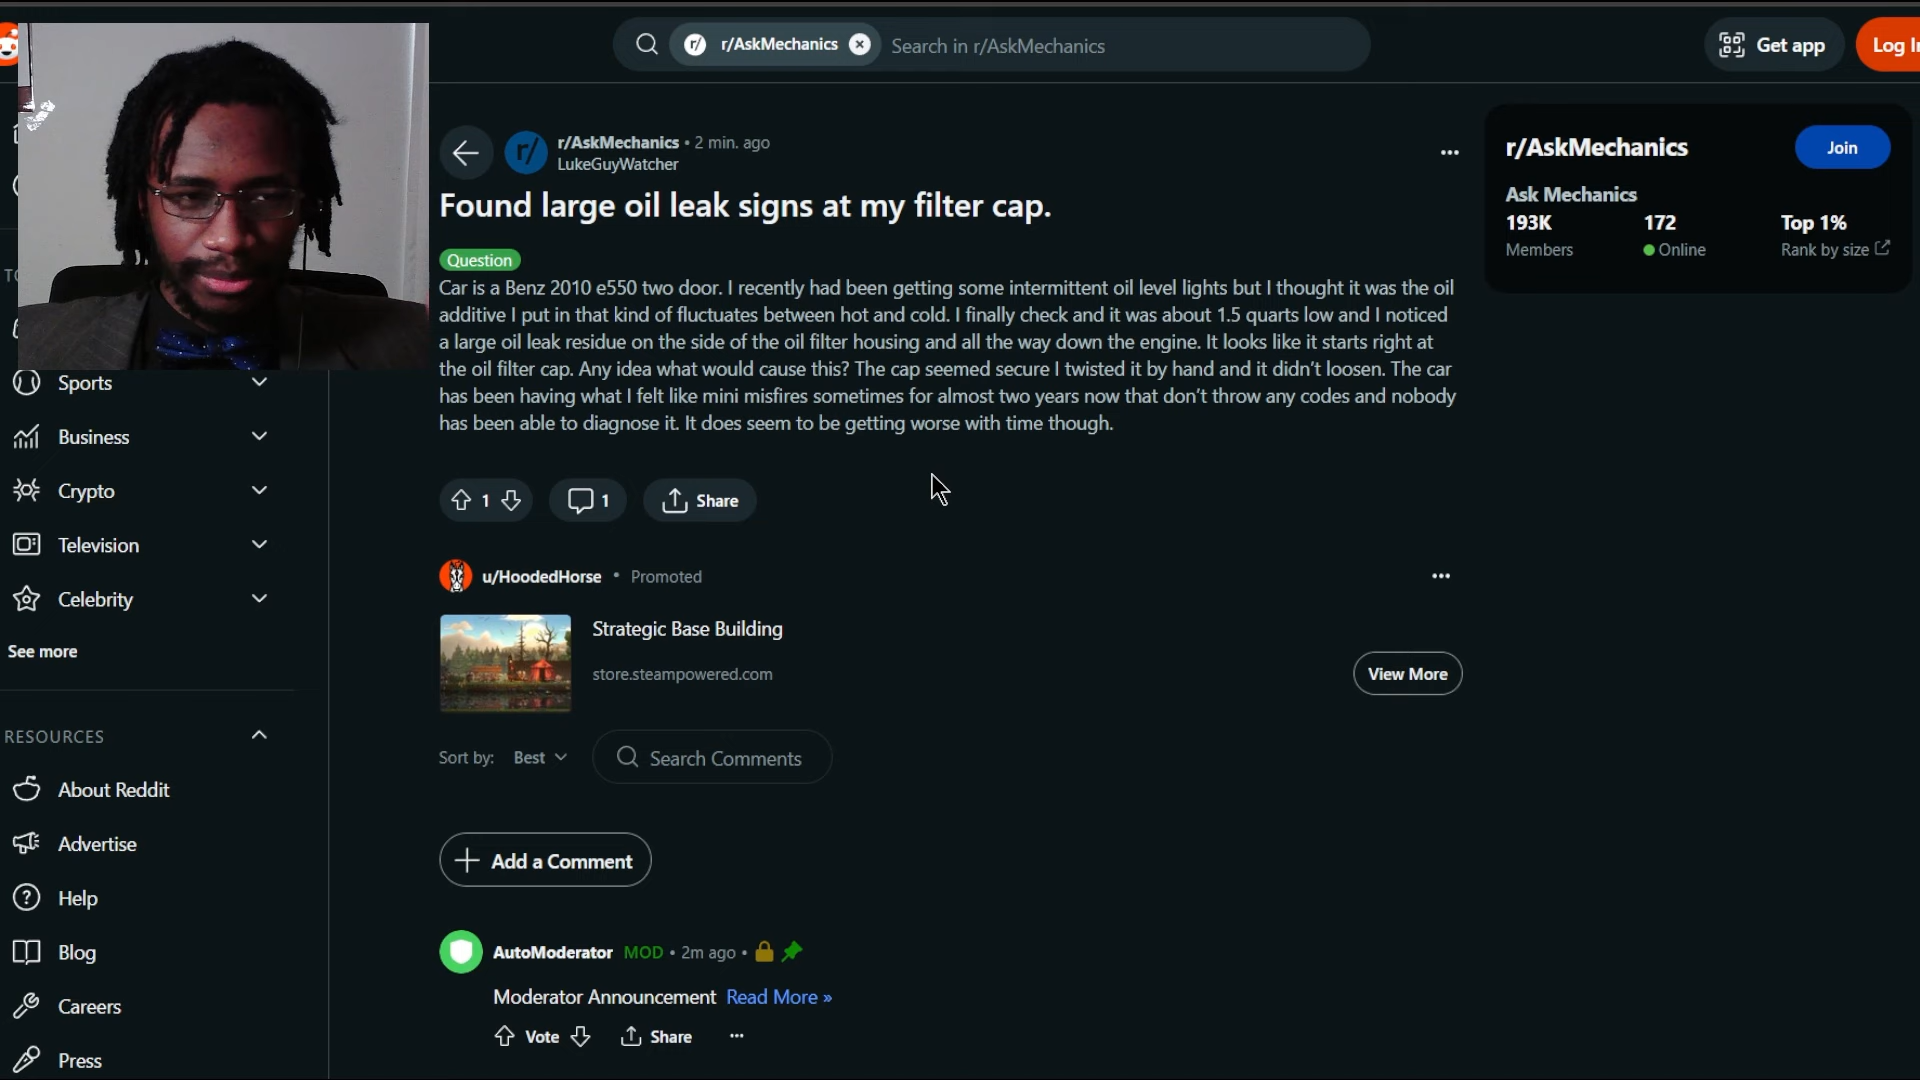 r/AskMechanics
Search in r/AskMechanics
Get app
r/AskMechanics • 2 min. ago
LukeGuyWatcher
Found large oil leak signs at my filter cap.
Question
Car is a Benz 2010 e550 two door. I recently had been getting some intermittent oil level lights but I thought it was the oil
additive I put in that kind of fluctuates between hot and cold. I finally check and it was about 1.5 quarts low and I noticed
a large oil leak residue on the side of the oil filter housing and all the way down the engine. It looks like it starts right at
the oil filter cap. Any idea what would cause this? The cap seemed secure I twisted it by hand and it didn't loosen. The car
has been having what I felt like mini misfires sometimes for almost two years now that don't throw any codes and nobody
has been able to diagnose it. It does seem to be getting worse with time though.
1
1
Share
u/HoodedHorse • Promoted
Strategic Base Building
store.steampowered.com
View More
Sort by: Best
Search Comments
Add a Comment
AutoModerator MOD • 2m ago •
Moderator Announcement Read More »
Vote
Share
r/AskMechanics
Join
Ask Mechanics
193K 172 Top 1%
Members Online Rank by size
Sports
Business
Crypto
Television
Celebrity
See more
RESOURCES
About Reddit
Advertise
Help
Blog
Careers
Press